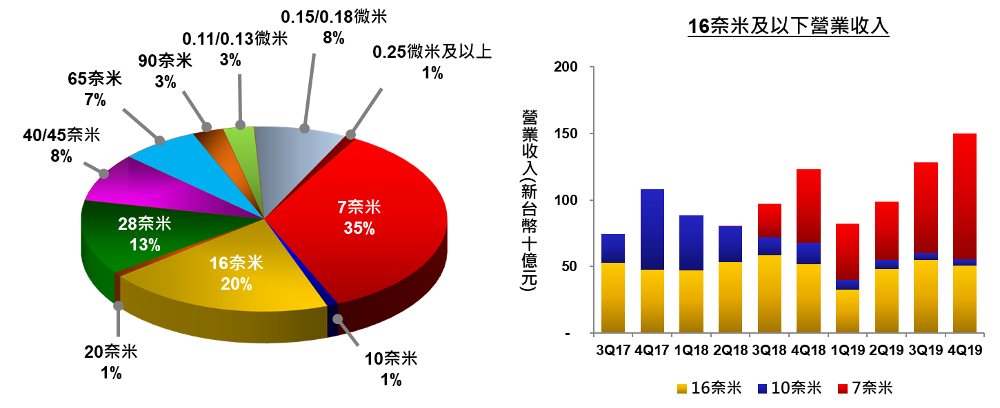 0.15/0.18微米
8%
0.11/0.13微米
3%
0.25微米及以上
1%
90奈米
3%
65奈米
7%
40/45奈米
8%
7奈米
35%
28奈米
13%
16奈米
20%
20奈米
1%
10奈米
1%
16奈米及以下營業收入
營業收入(新台幣十億元)
200
150
100
50
-
3Q17 4Q17 1Q18 2Q18 3Q18 4Q18 1Q19 2Q19 3Q19 4Q19
16奈米 10奈米 7奈米